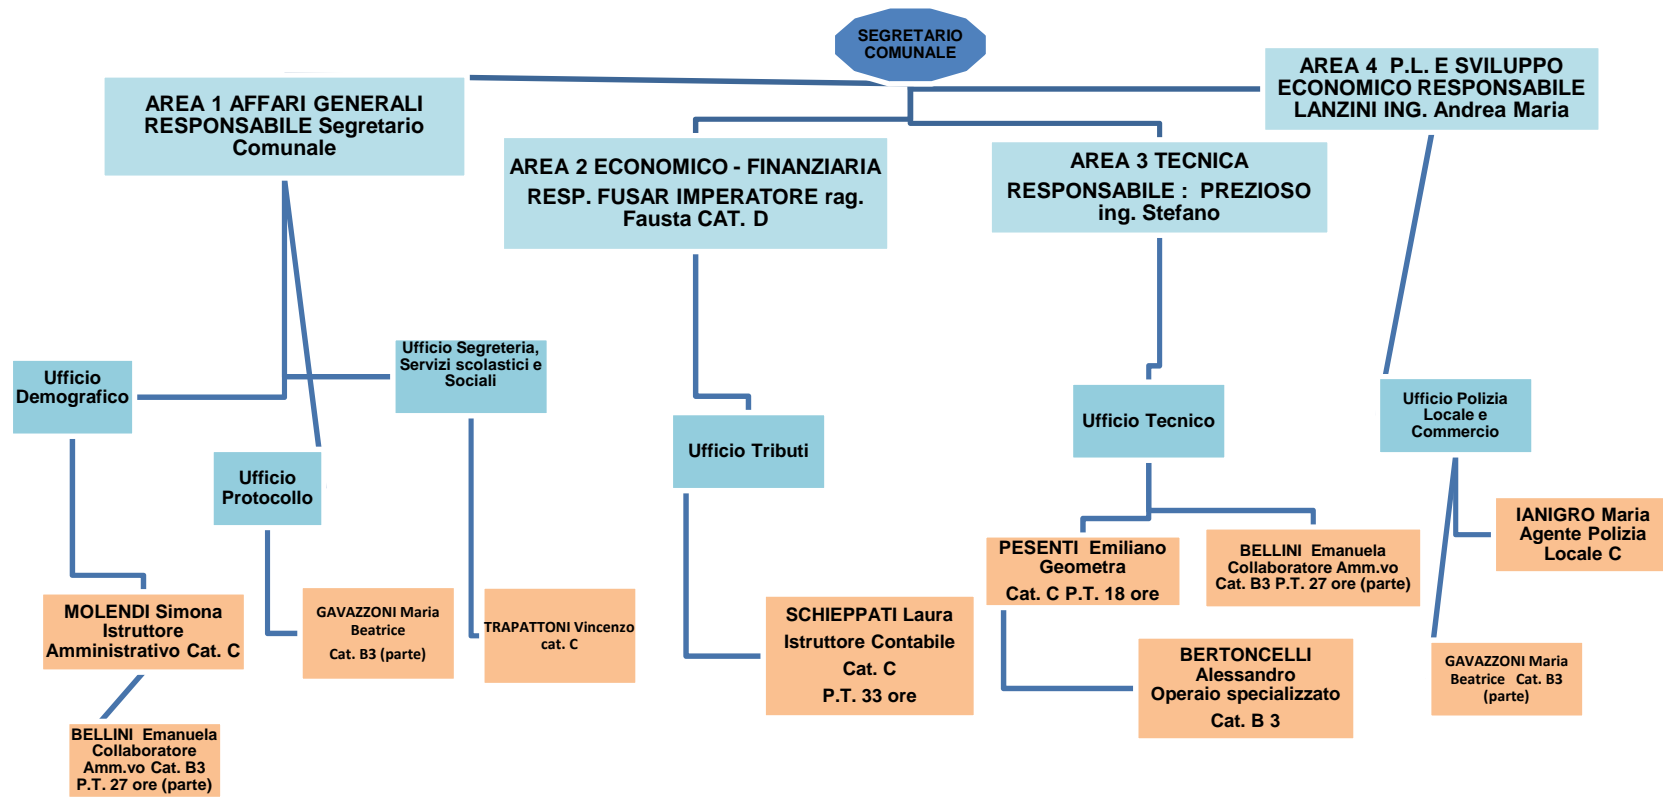 SEGRETARIO
COMUNALE
AREA 1 AFFARI GENERALI
RESPONSABILE Segretario
Comunale
AREA 2 ECONOMICO - FINANZIARIA
RESP. FUSAR IMPERATORE rag.
Fausta CAT. D
AREA 3 TECNICA
RESPONSABILE : PREZIOSO
ing. Stefano
AREA 4 P.L. E SVILUPPO
ECONOMICO RESPONSABILE
LANZINI ING. Andrea Maria
Ufficio
Demografico
Ufficio
Protocollo
Ufficio Segreteria,
Servizi scolastici e
Sociali
Ufficio Tributi
Ufficio Tecnico
Ufficio Polizia
Locale e
Commercio
MOLENDI Simona
Istruttore
Amministrativo Cat. C
BELLINI Emanuela
Collaboratore
Amm.vo Cat. B3
P.T. 27 ore (parte)
GAVAZZONI Maria
Beatrice
Cat. B3 (parte)
TRAPATTONI Vincenzo
cat. C
SCHIEPPATI Laura
Istruttore Contabile
Cat. C
P.T. 33 ore
PESENTI Emiliano
Geometra
Cat. C P.T. 18 ore
BELLINI Emanuela
Collaboratore Amm.vo
Cat. B3 P.T. 27 ore (parte)
BERTONCELLI
Alessandro
Operaio specializzato
Cat. B 3
IANIGRO Maria
Agente Polizia
Locale C
GAVAZZONI Maria
Beatrice Cat. B3
(parte)